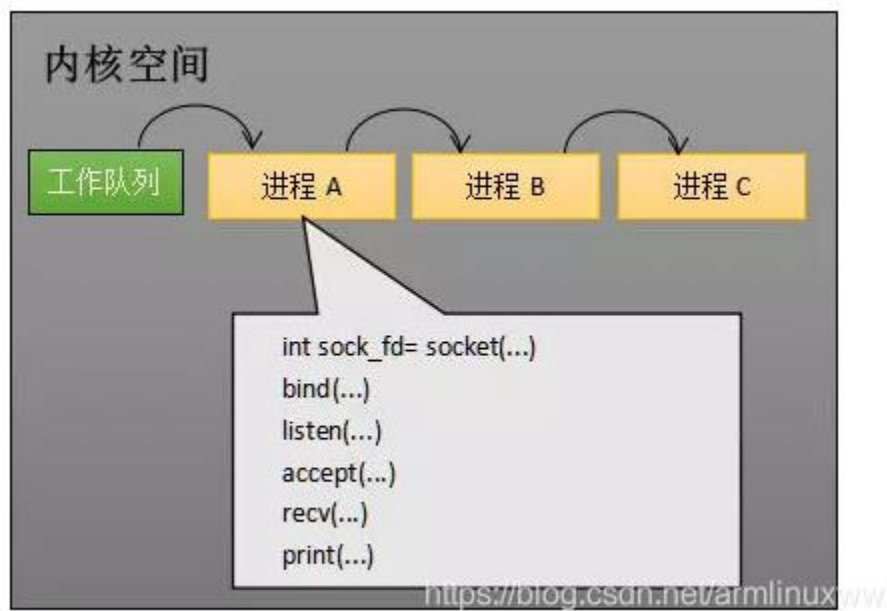 内核空间
工作队列
进程 A
进程 B
进程 C
int sock_fd= socket(...)
bind(...)
listen(...)
accept(...)
recv(...)
print(...)
https://blog.csdn.net/armlinuxww